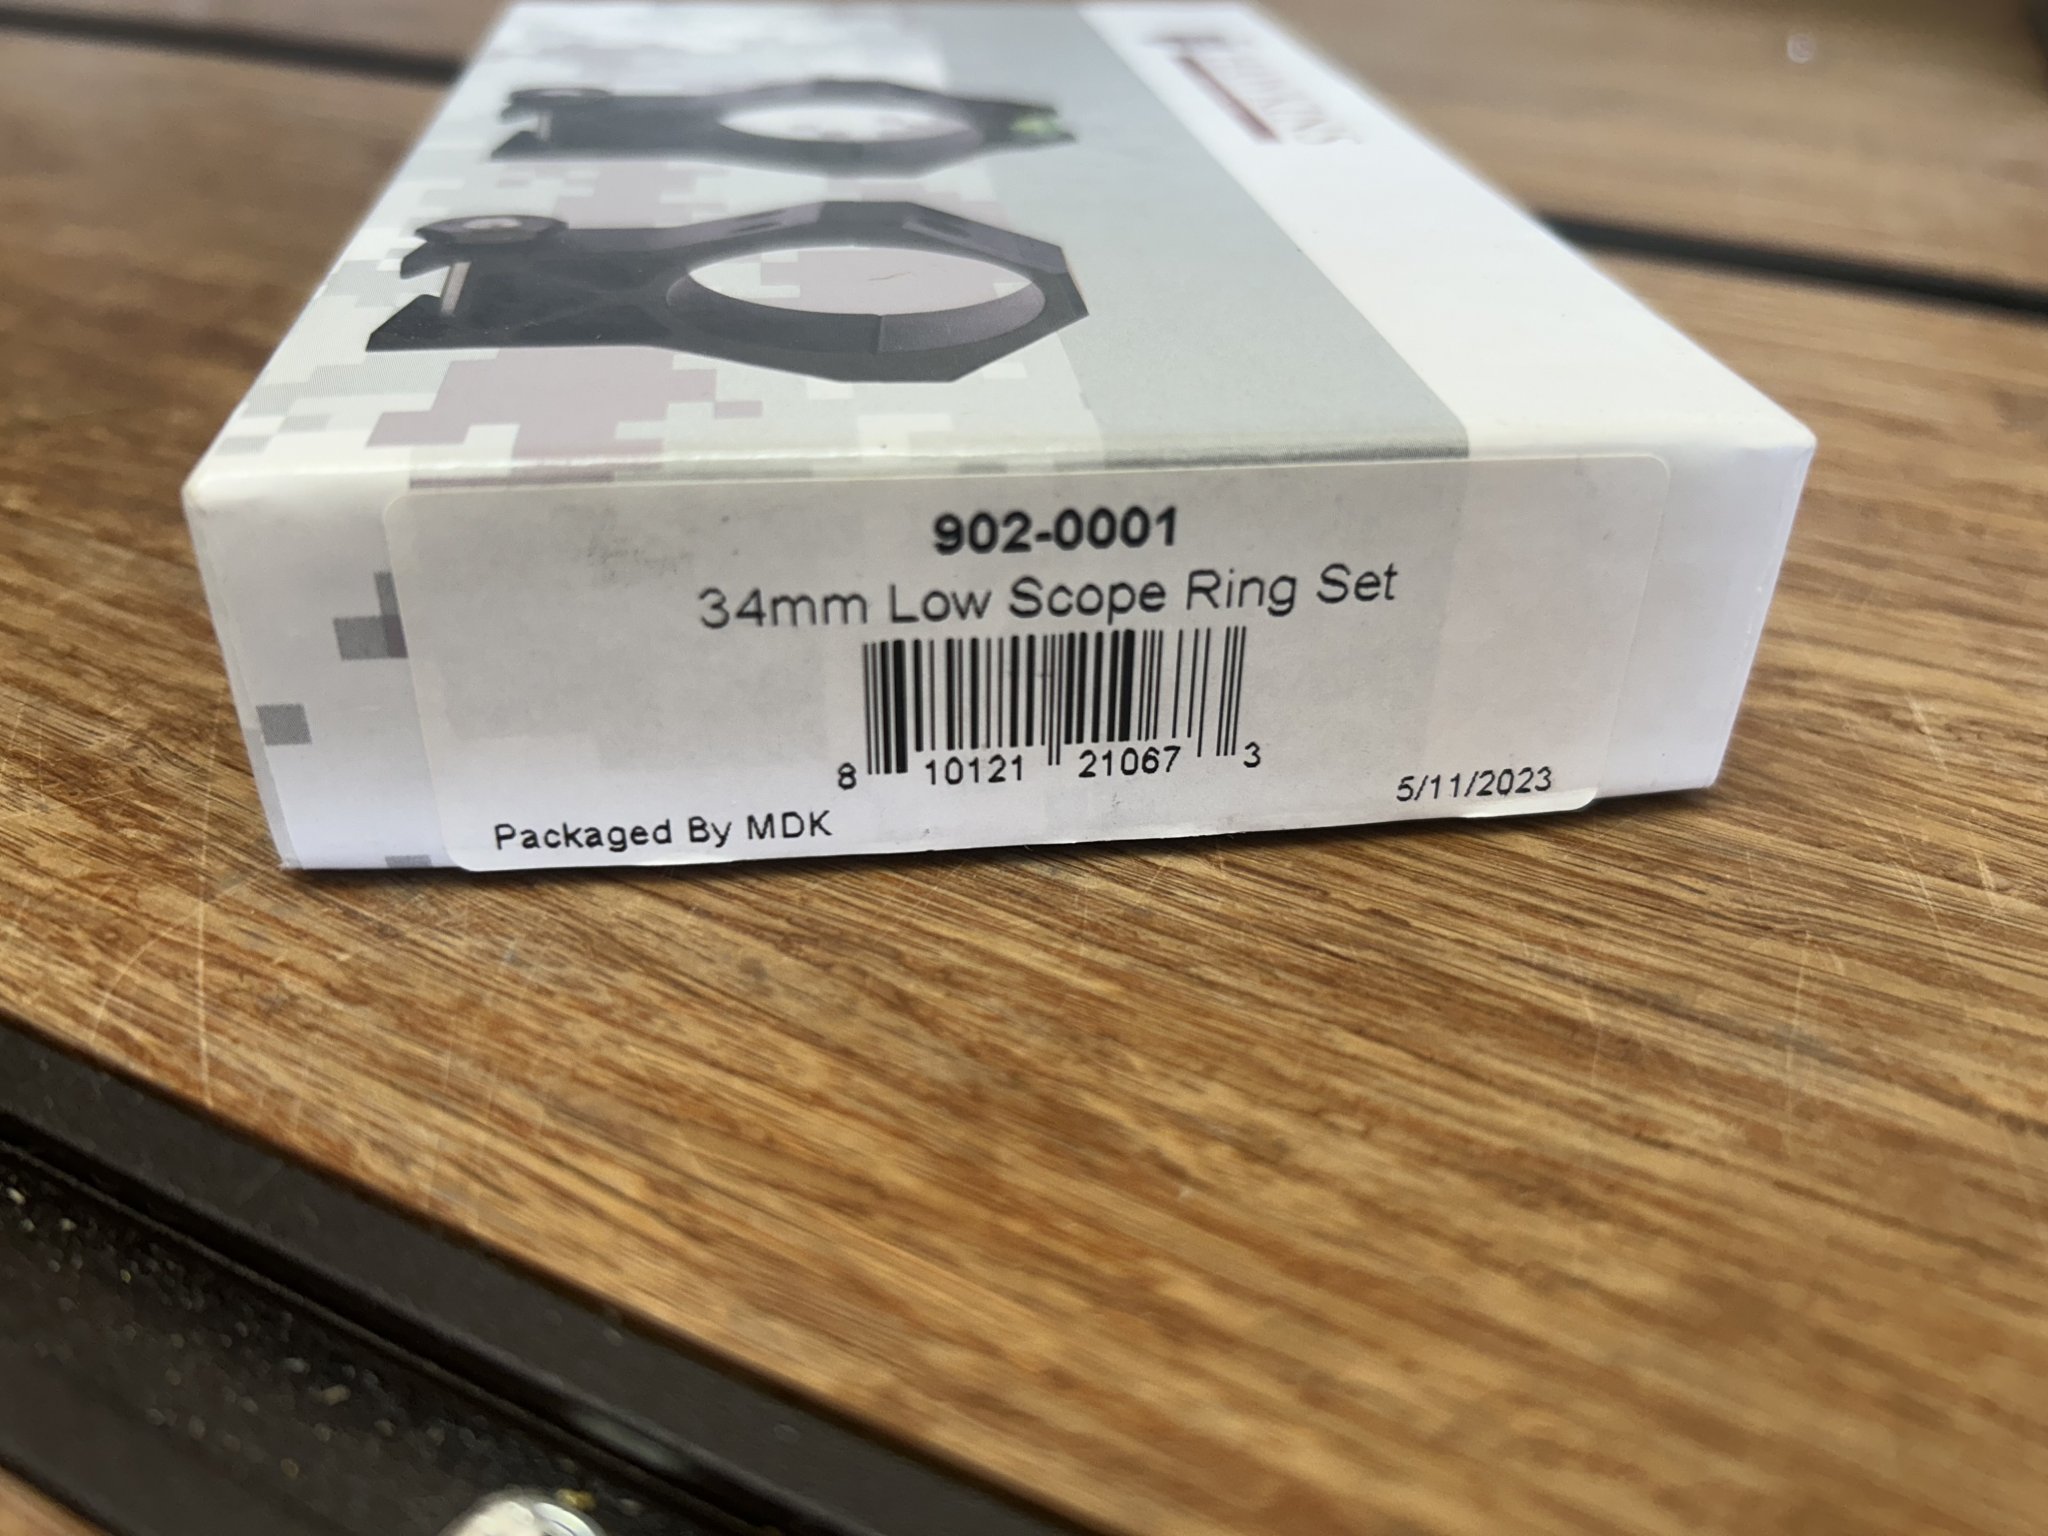 902-0001
34mm Low Scope Ring Set
8 10121 21067 3
Packaged By MDK
5/11/2023